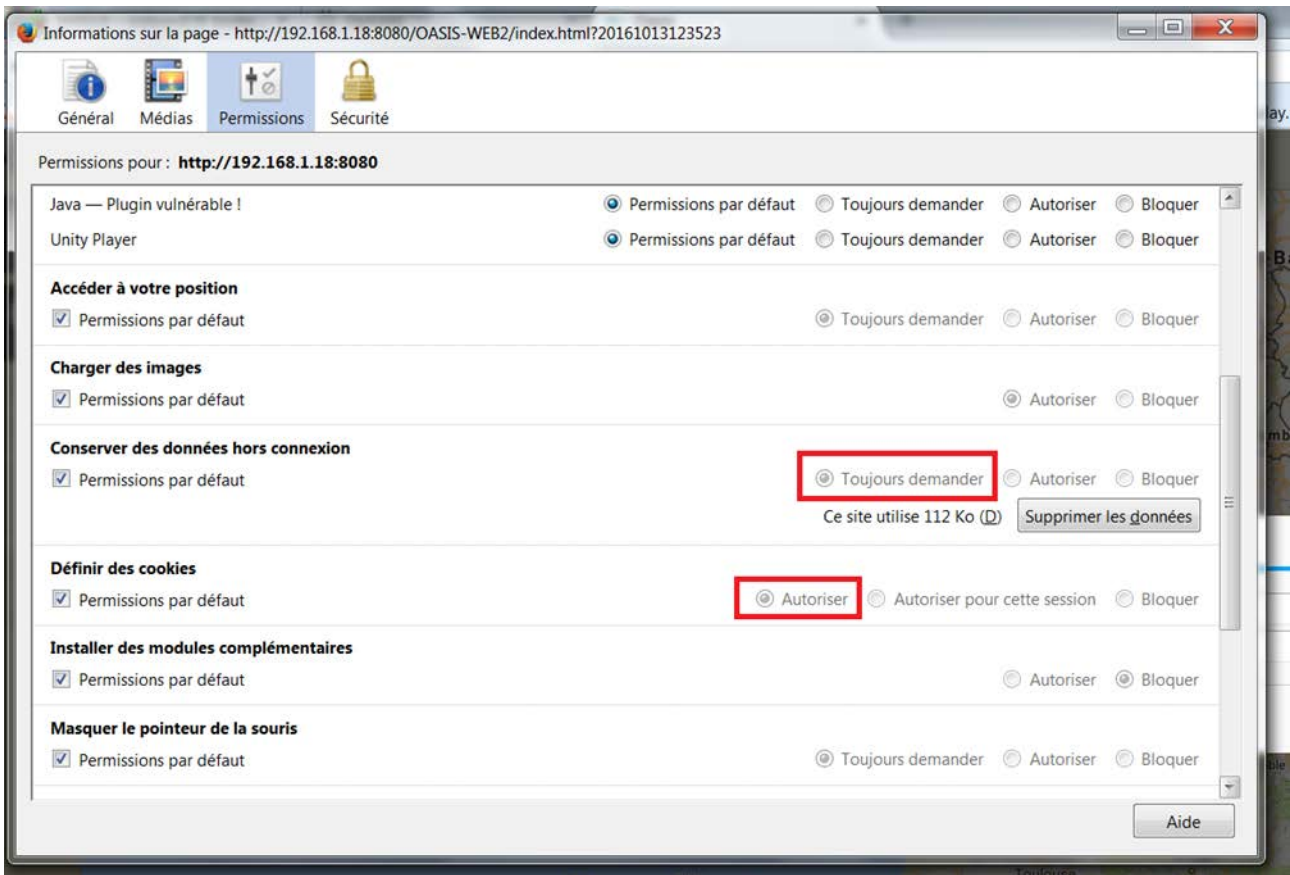 Informations sur la page - http://192.168.1.18:8080/OASIS-WEB2/index.html?20161013123523
Général Médias Permissions Sécurité
Permissions pour : http://192.168.1.18:8080
Java — Plugin vulnérable ! Permissions par défaut Toujours demander Autoriser Bloquer
Unity Player Permissions par défaut Toujours demander Autoriser Bloquer
Accéder à votre position
Permissions par défaut Toujours demander Autoriser Bloquer
Charger des images
Permissions par défaut Autoriser Bloquer
Conserver des données hors connexion
Permissions par défaut Toujours demander Autoriser Bloquer
Ce site utilise 112 Ko (D) Supprimer les données
Définir des cookies
Permissions par défaut Autoriser Autoriser pour cette session Bloquer
Installer des modules complémentaires
Permissions par défaut Autoriser Bloquer
Masquer le pointeur de la souris
Permissions par défaut Toujours demander Autoriser Bloquer
Aide